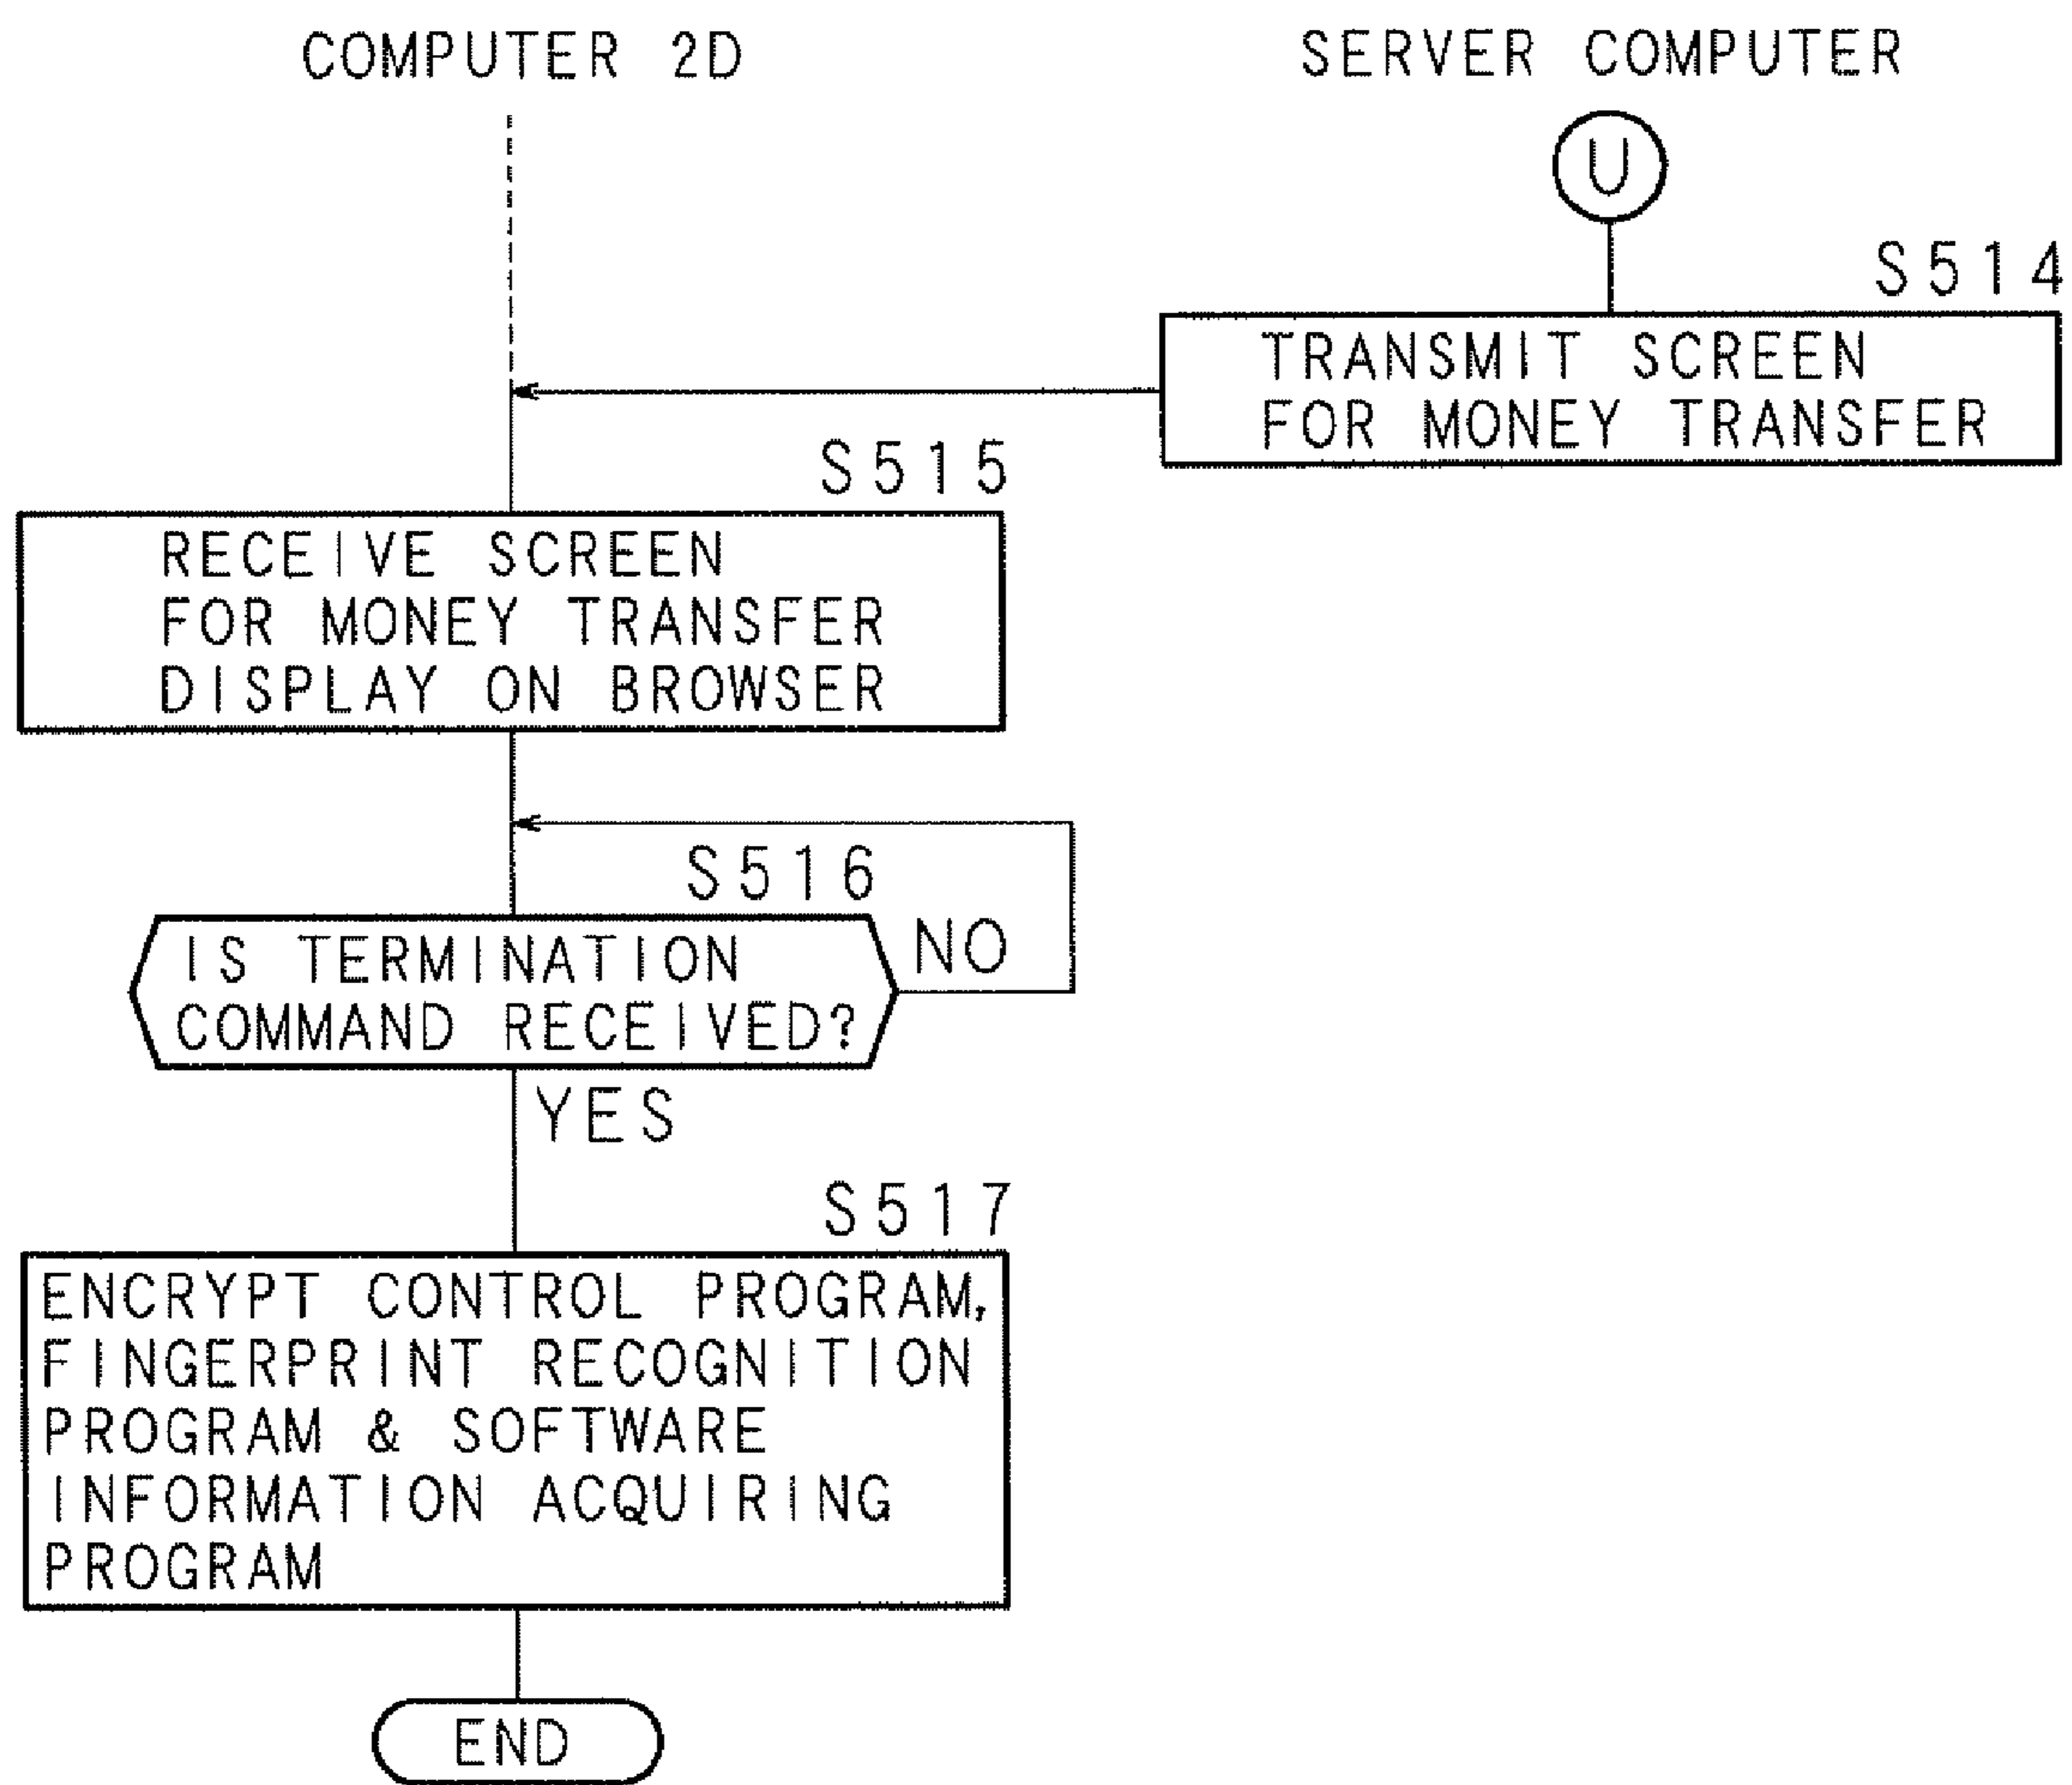 COMPUTER 2D
SERVER COMPUTER
U
S514
TRANSMIT SCREEN
FOR MONEY TRANSFER
S515
RECEIVE SCREEN
FOR MONEY TRANSFER
DISPLAY ON BROWSER
S516
IS TERMINATION
COMMAND RECEIVED?
NO
YES
S517
ENCRYPT CONTROL PROGRAM,
FINGERPRINT RECOGNITION
PROGRAM & SOFTWARE
INFORMATION ACQUIRING
PROGRAM
END